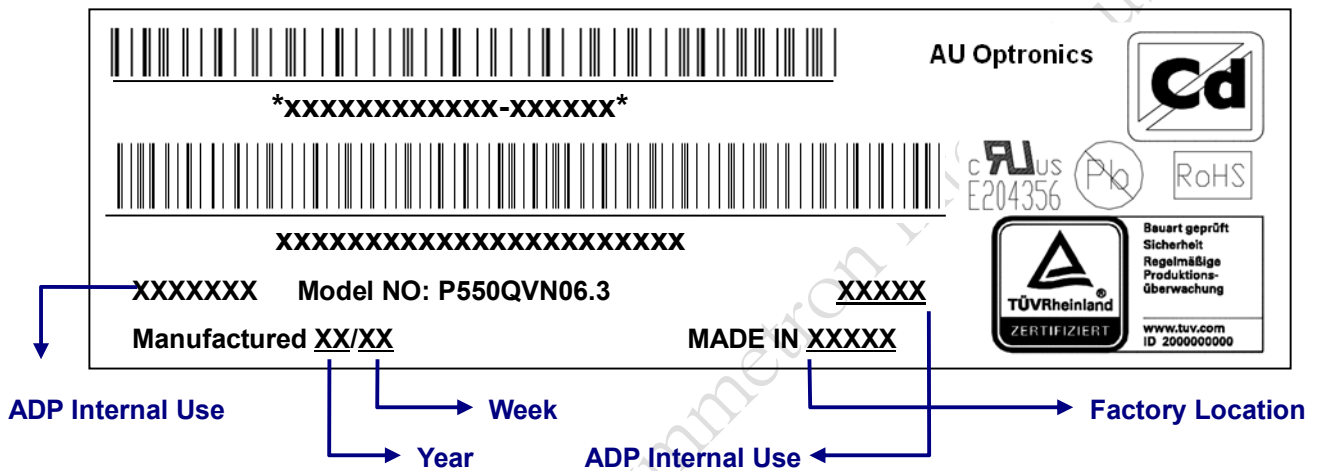 AU Optronics
Cd
*xxxxxxxxxxxx-xxxxxx*
c RU US
E204356
Pb
RoHS
xxxxxxxxxxxxxxxxxxxxxxx
Bauart geprüft
Sicherheit
Regelmäßige
Produktions-
überwachung
TÜVRheinland®
ZERTIFIZIERT
www.tuv.com
ID 2000000000
XXXXXXX Model NO: P550QVN06.3 XXXXX
Manufactured XX/XX MADE IN XXXXX
ADP Internal Use
Week
Factory Location
Year
ADP Internal Use